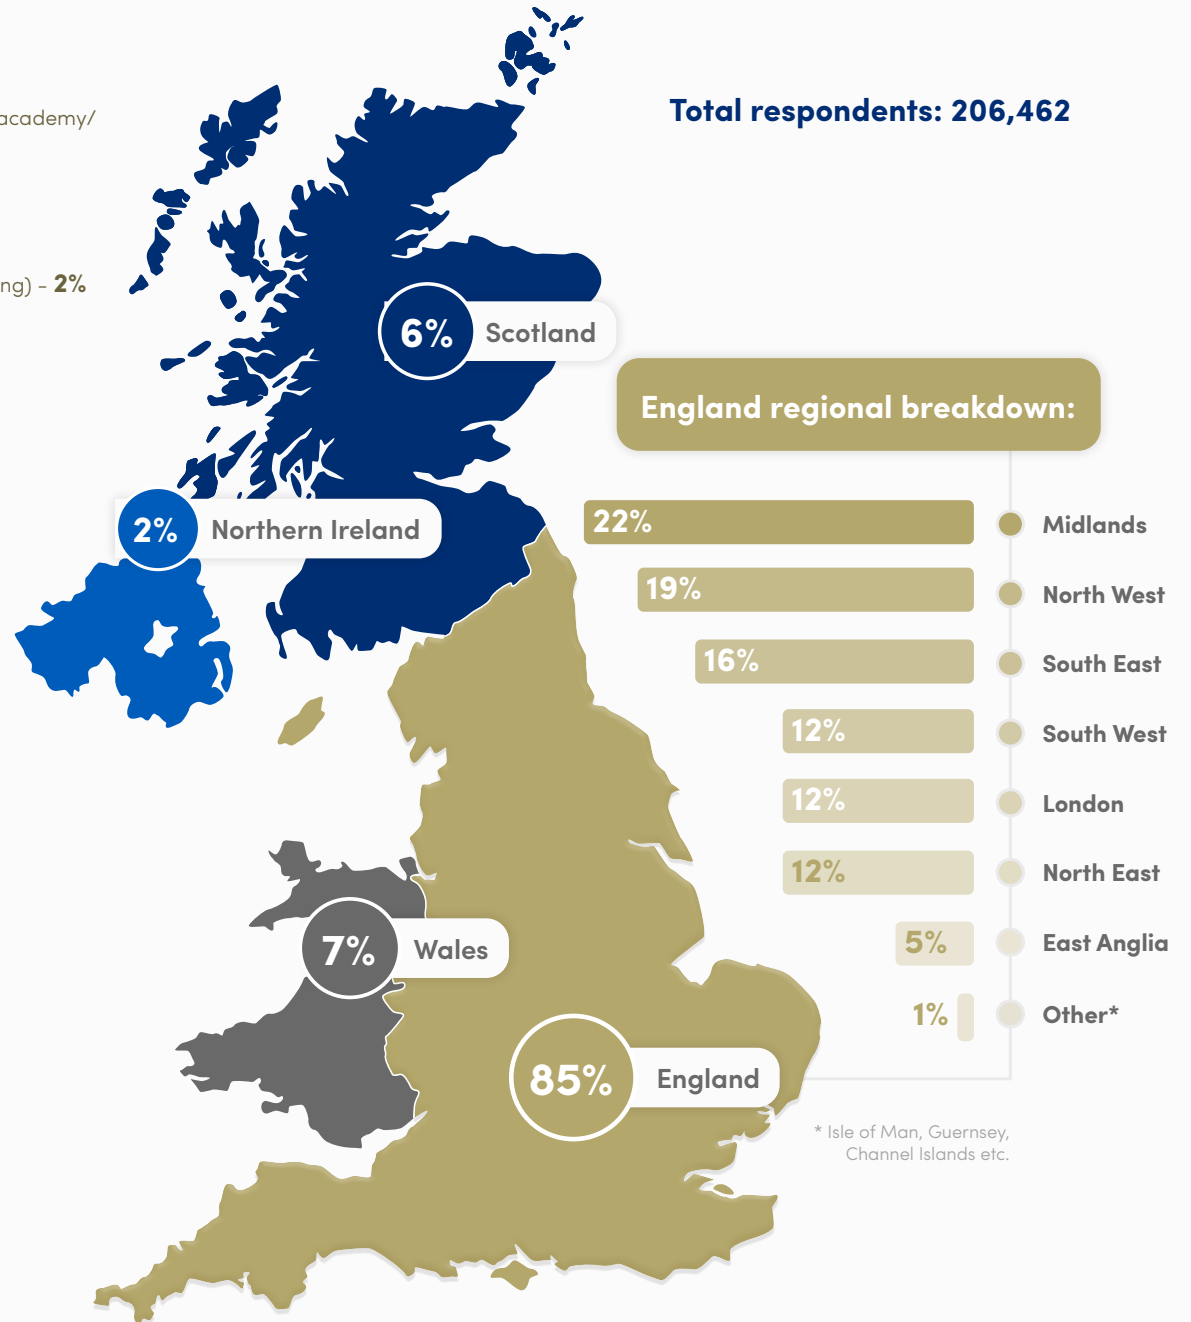 academy/
Total respondents: 206,462
ng) - 2%
6% Scotland
England regional breakdown:
22% Midlands
2% Northern Ireland
19% North West
16% South East
12% South West
12% London
12% North East
7% Wales
5% East Anglia
1% Other*
85% England
* Isle of Man, Guernsey,
Channel Islands etc.